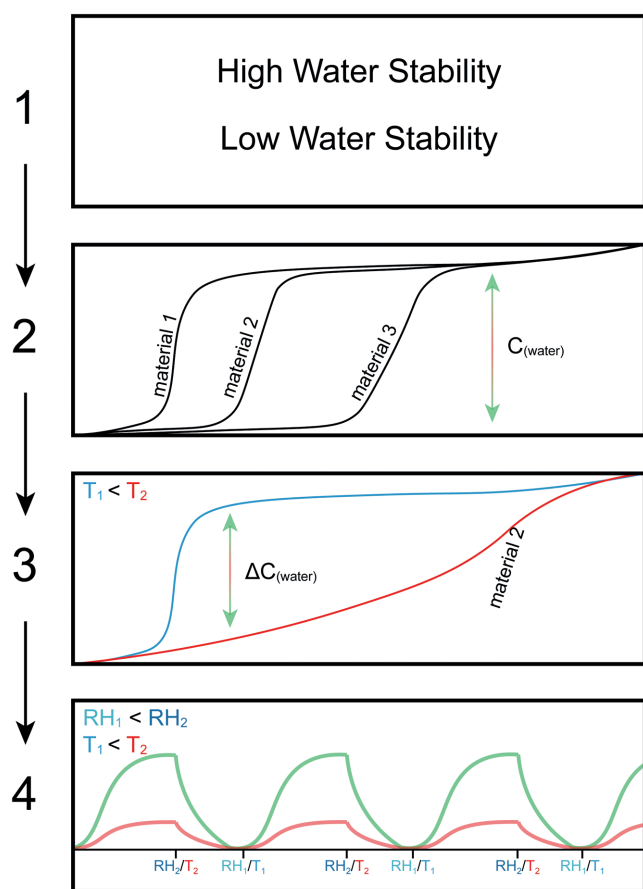 1
High Water Stability
Low Water Stability
2
material 1
material 2
material 3
C(water)
3
T₁ < T₂
ΔC(water)
material 2
4
RH₁ < RH₂
T₁ < T₂
RH₂/T₂ RH₁/T₁ RH₂/T₂ RH₁/T₁ RH₂/T₂ RH₁/T₁